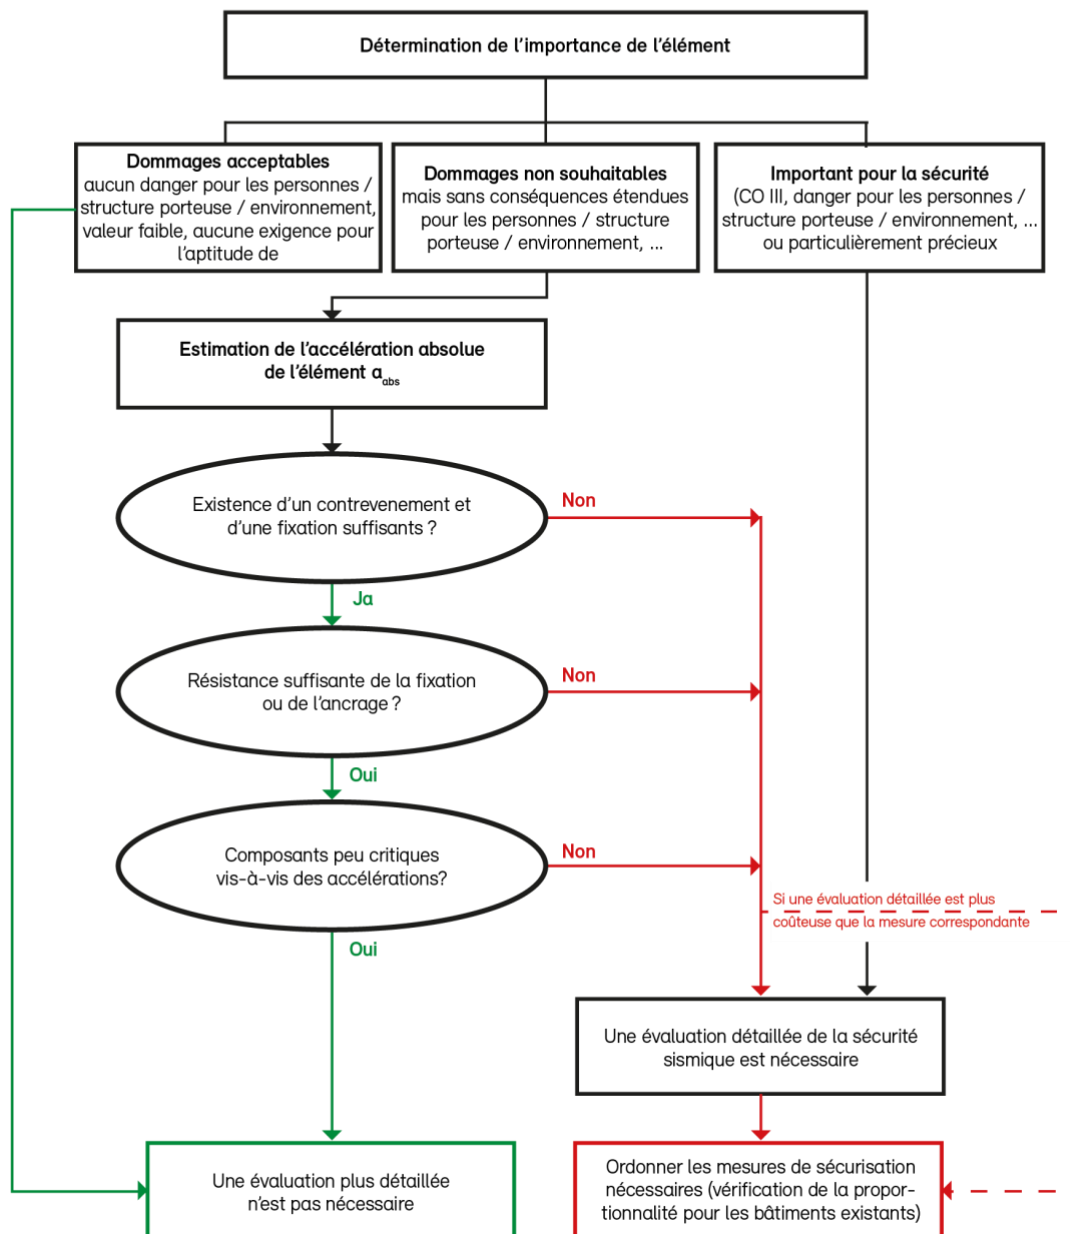 Détermination de l'importance de l'élément
Dommages acceptables
aucun danger pour les personnes /
structure porteuse / environnement,
valeur faible, aucune exigence pour
l'aptitude de
Dommages non souhaitables
mais sans conséquences étendues
pour les personnes / structure
porteuse / environnement, ...
Important pour la sécurité
(CO III, danger pour les personnes /
structure porteuse / environnement, ...
ou particulièrement précieux
Estimation de l'accélération absolue
de l'élément a_abs
Existence d'un contrevenement et
d'une fixation suffisants ?
Non
Ja
Résistance suffisante de la fixation
ou de l'ancrage ?
Non
Oui
Composants peu critiques
vis-à-vis des accélérations?
Non
Oui
Si une évaluation détaillée est plus
coûteuse que la mesure correspondante
Une évaluation détaillée de la sécurité
sismique est nécessaire
Une évaluation plus détaillée
n'est pas nécessaire
Ordonner les mesures de sécurisation
nécessaires (vérification de la propor-
tionnalité pour les bâtiments existants)